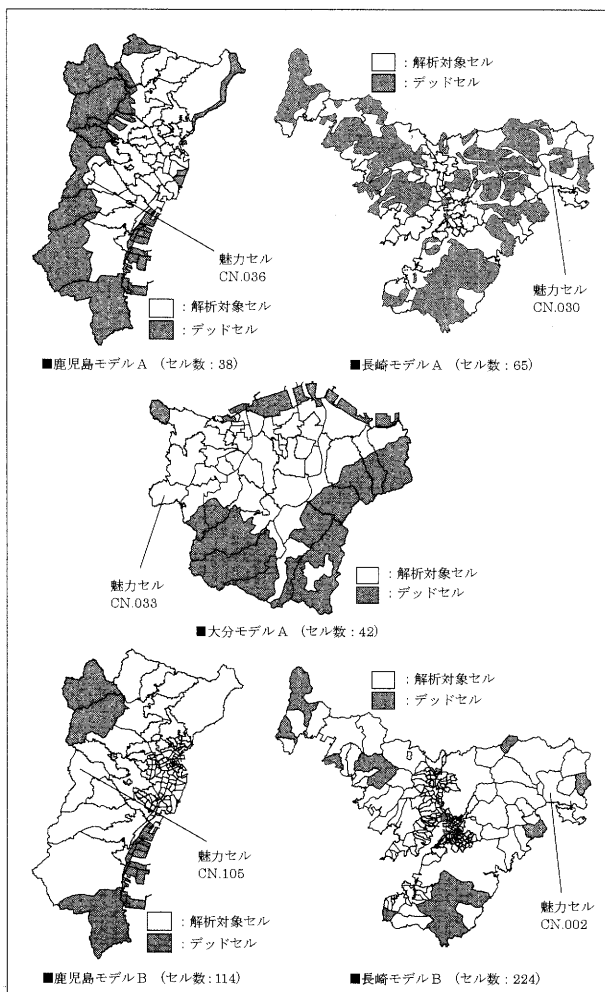 ：解析対象セル
：デッドセル
魅力セル
CN.036
：解析対象セル
：デッドセル
■鹿児島モデルA （セル数：38）
魅力セル
CN.030
■長崎モデルA （セル数：65）
魅力セル
CN.033
：解析対象セル
：デッドセル
■大分モデルA （セル数：42）
：解析対象セル
：デッドセル
魅力セル
CN.105
：解析対象セル
：デッドセル
■鹿児島モデルB （セル数：114）
魅力セル
CN.002
■長崎モデルB （セル数：224）